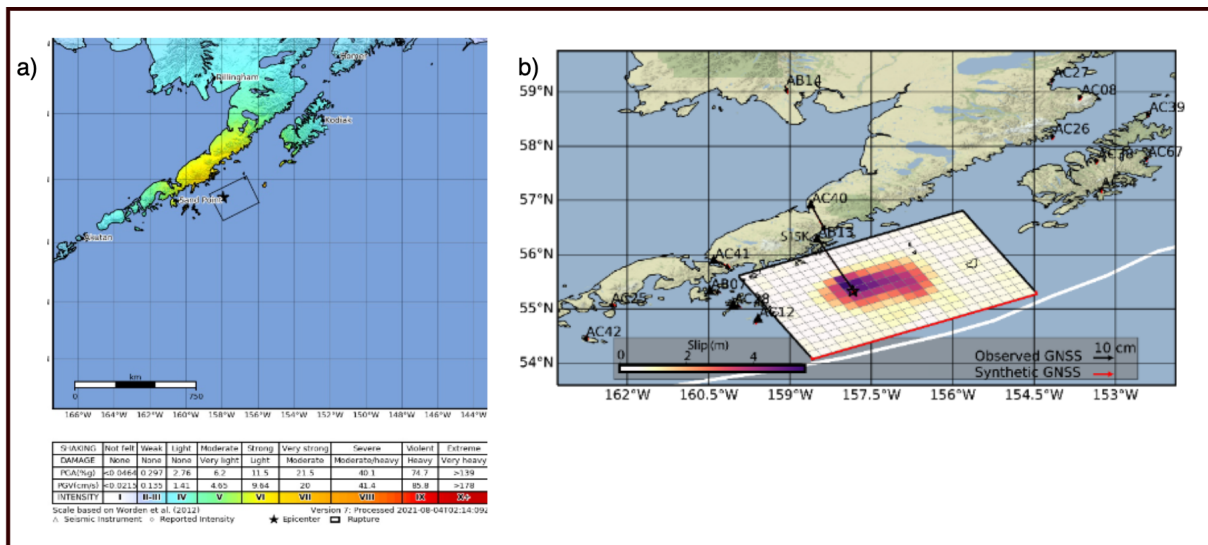 a)
Dillingham
Kodiak
Sand Point
Akutan
km
0 750
166°W 164°W 162°W 160°W 158°W 156°W 154°W 152°W 150°W 148°W 146°W 144°W
SHAKING Not felt Weak Light Moderate Strong Very strong Severe Violent Extreme
DAMAGE None None None Very light Light Moderate Moderate/heavy Heavy Very heavy
PGA(%g) <0.0464 0.297 2.76 6.2 11.5 21.5 40.1 74.7 >139
PGV(cm/s) <0.0215 0.135 1.41 4.65 9.64 20 41.4 85.8 >178
INTENSITY I II-III IV V VI VII VIII IX X+
Scale based on Worden et al. (2012) Version 7: Processed 2021-08-04T02:14:09Z
△ Seismic Instrument ○ Reported Intensity ★ Epicenter □ Rupture
b)
AC27
AB14
59°N
AC08
AC39
58°N
AC26
AC67
57°N
AC40
AB13
56°N
AC41
AB07
55°N
AC25
AC28
AC12
AC42
54°N
Slip (m)
0 2 4
10 cm
Observed GNSS
Synthetic GNSS
162°W 160.5°W 159°W 157.5°W 156°W 154.5°W 153°W